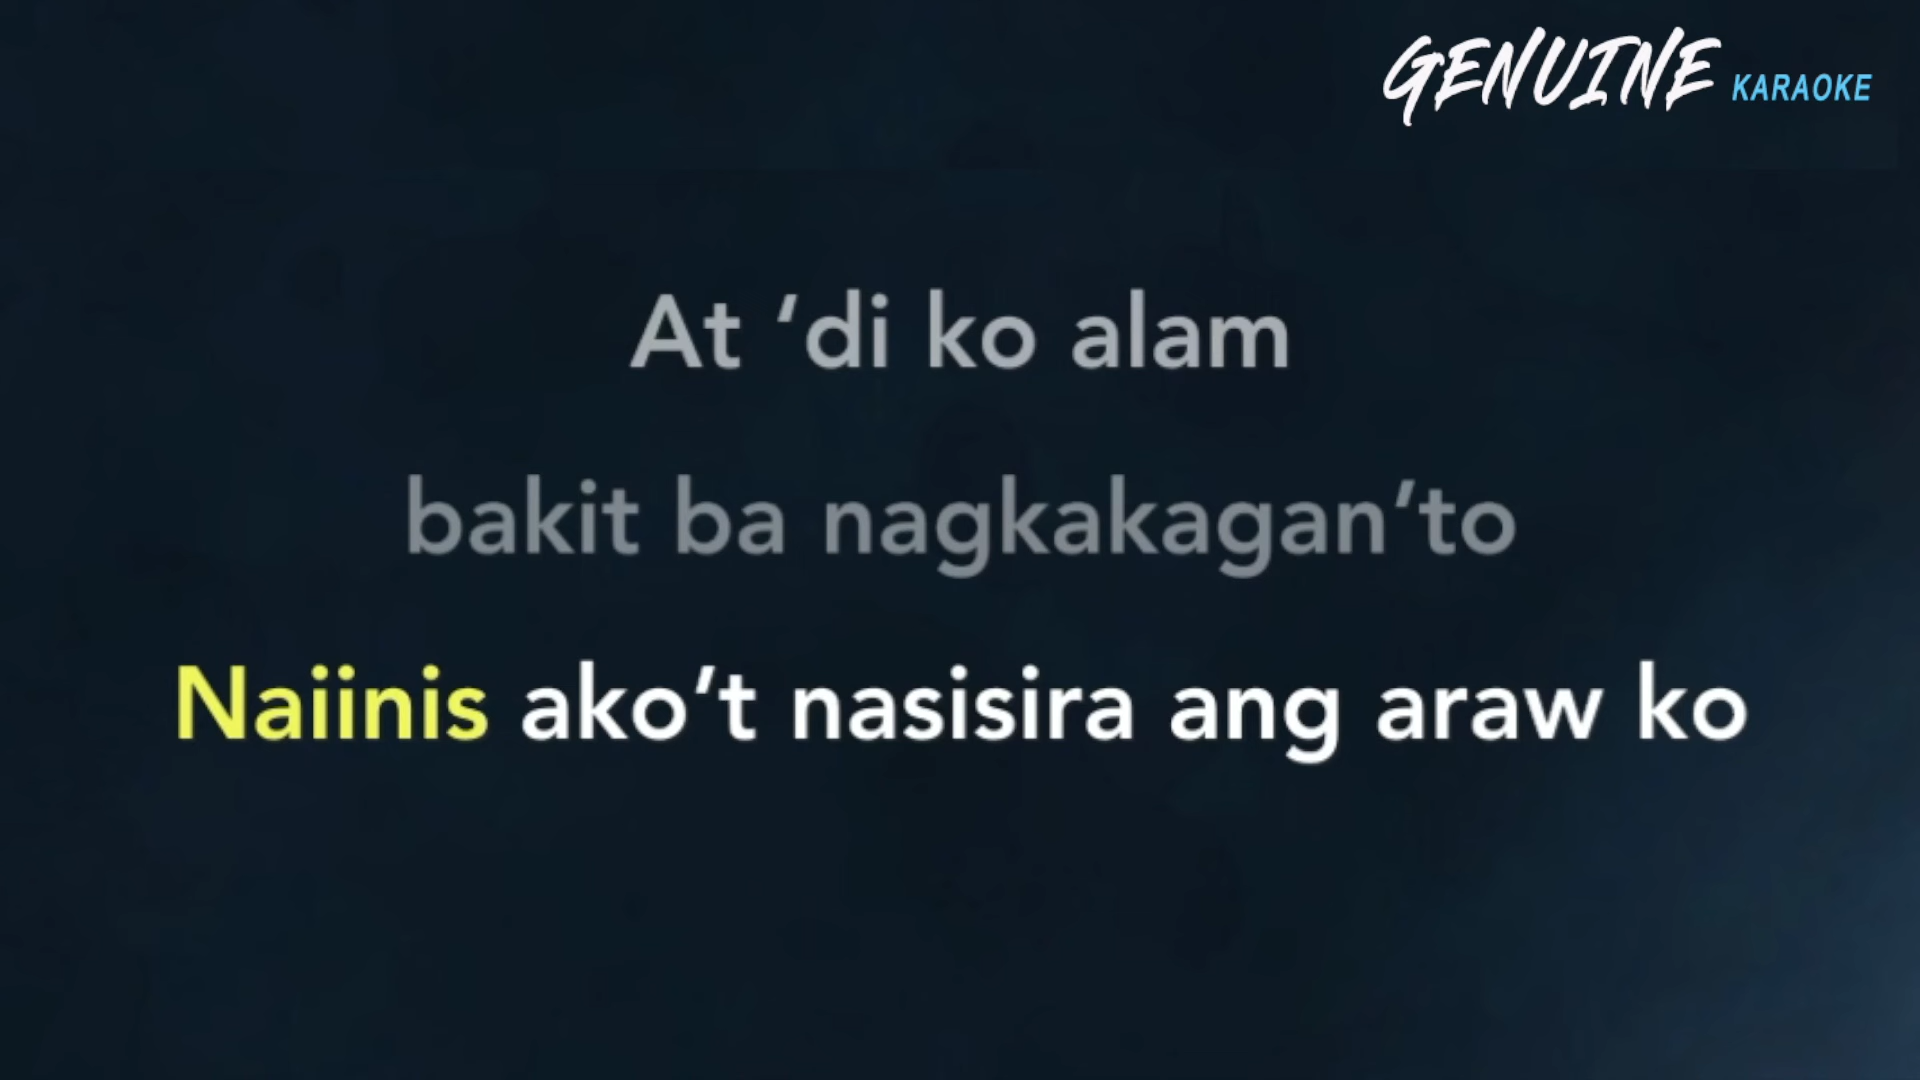 GENUINE KARAOKE
At ‘di ko alam
bakit ba nagkakagan’to
Naiinis ako’t nasisira ang araw ko